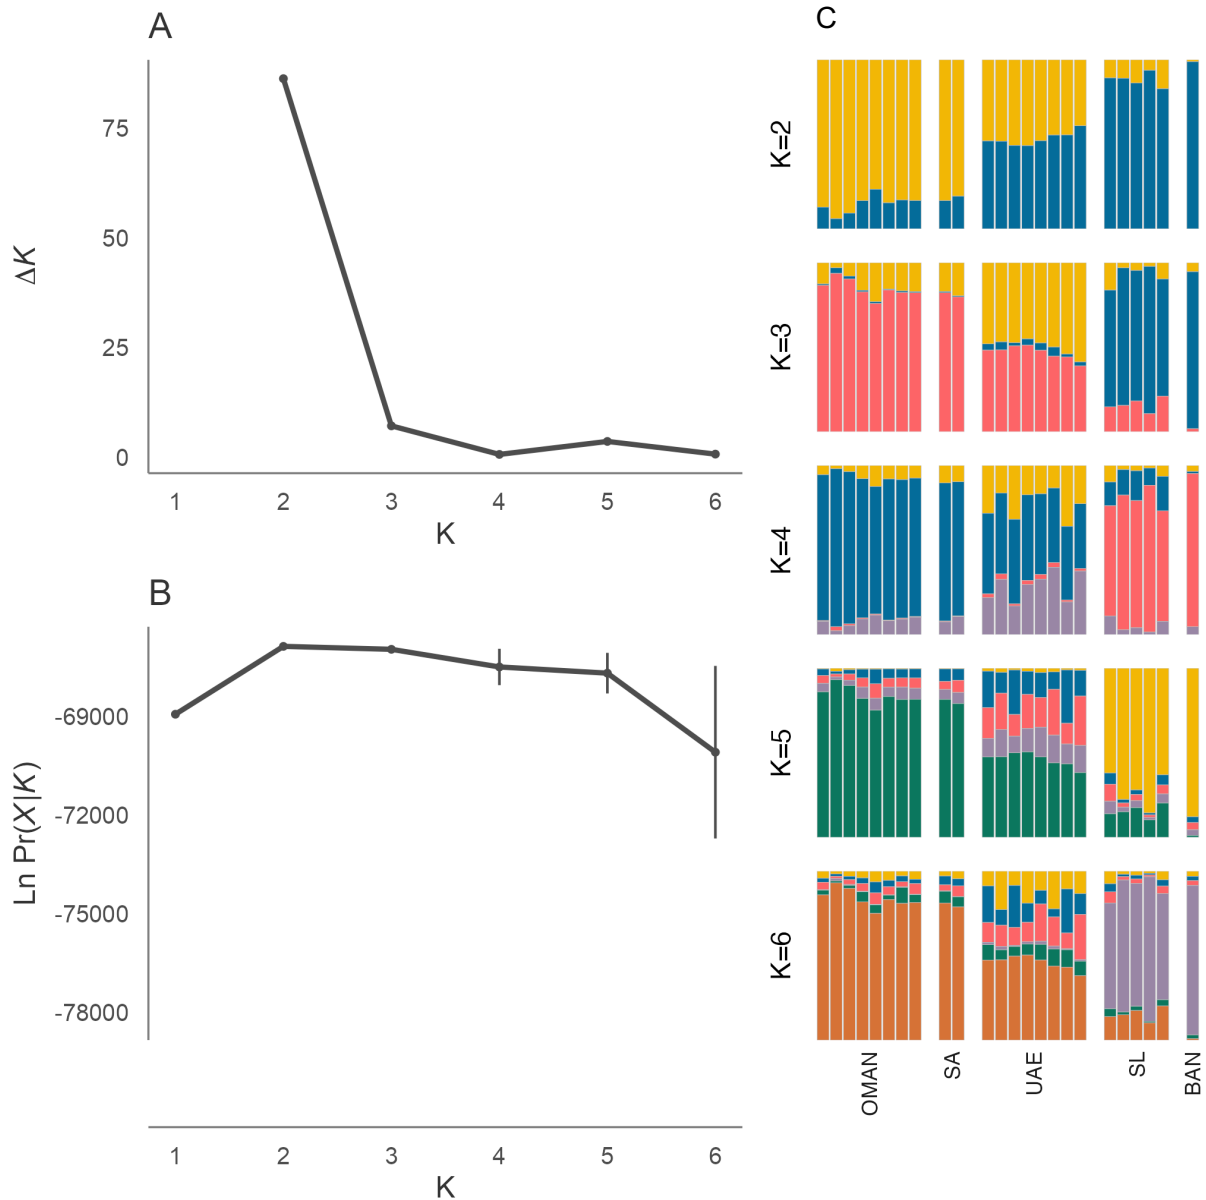 A
ΔK
75
50
25
0
1 2 3 4 5 6
K
B
Ln Pr(X|K)
-69000
-72000
-75000
-78000
1 2 3 4 5 6
K
C
K=2
K=3
K=4
K=5
K=6
OMAN SA UAE SL BAN